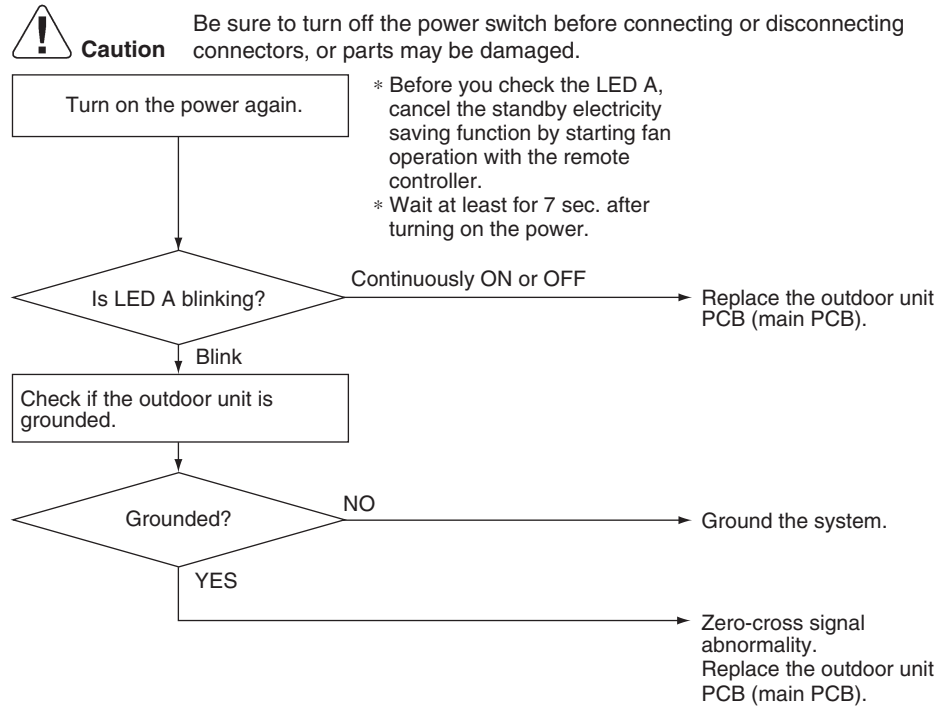 Be sure to turn off the power switch before connecting or disconnecting
Caution connectors, or parts may be damaged.
Turn on the power again.
* Before you check the LED A,
cancel the standby electricity
saving function by starting fan
operation with the remote
controller.
* Wait at least for 7 sec. after
turning on the power.
Is LED A blinking?
Continuously ON or OFF
Replace the outdoor unit
PCB (main PCB).
Blink
Check if the outdoor unit is
grounded.
Grounded?
NO
Ground the system.
YES
Zero-cross signal
abnormality.
Replace the outdoor unit
PCB (main PCB).